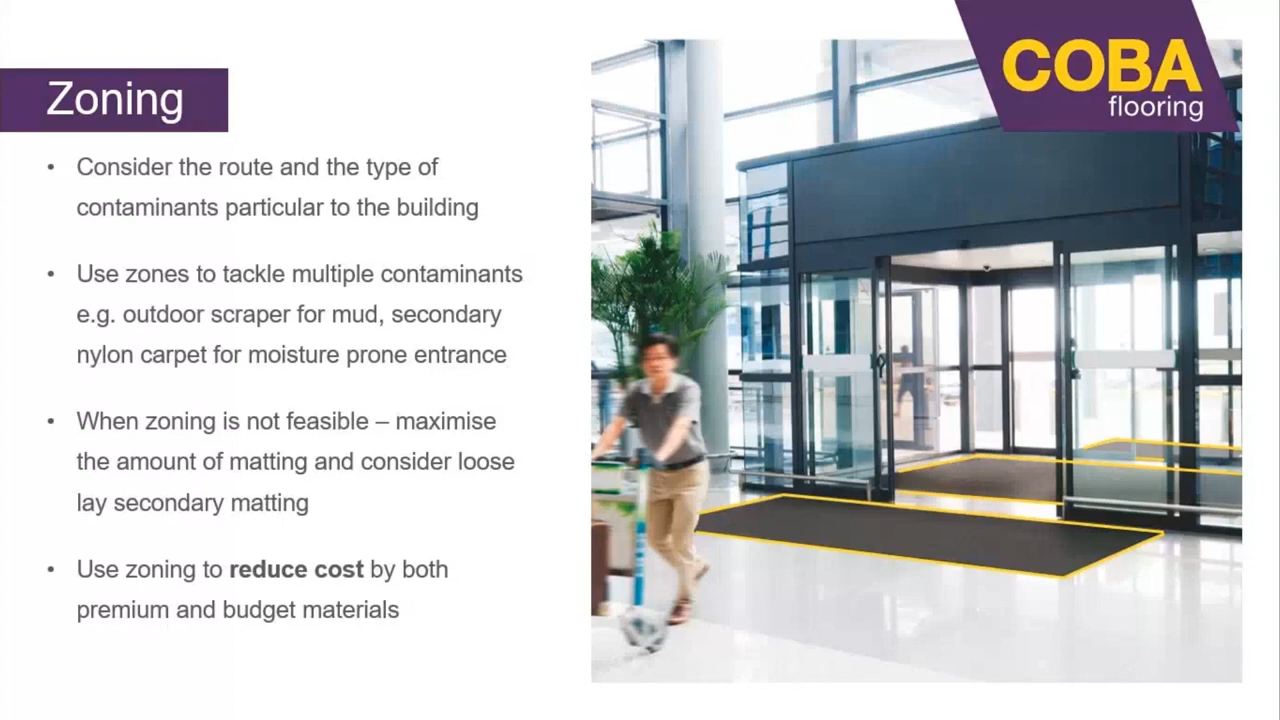 COBA
flooring
Zoning
• Consider the route and the type of
contaminants particular to the building
• Use zones to tackle multiple contaminants
e.g. outdoor scraper for mud, secondary
nylon carpet for moisture prone entrance
• When zoning is not feasible – maximise
the amount of matting and consider loose
lay secondary matting
• Use zoning to reduce cost by both
premium and budget materials